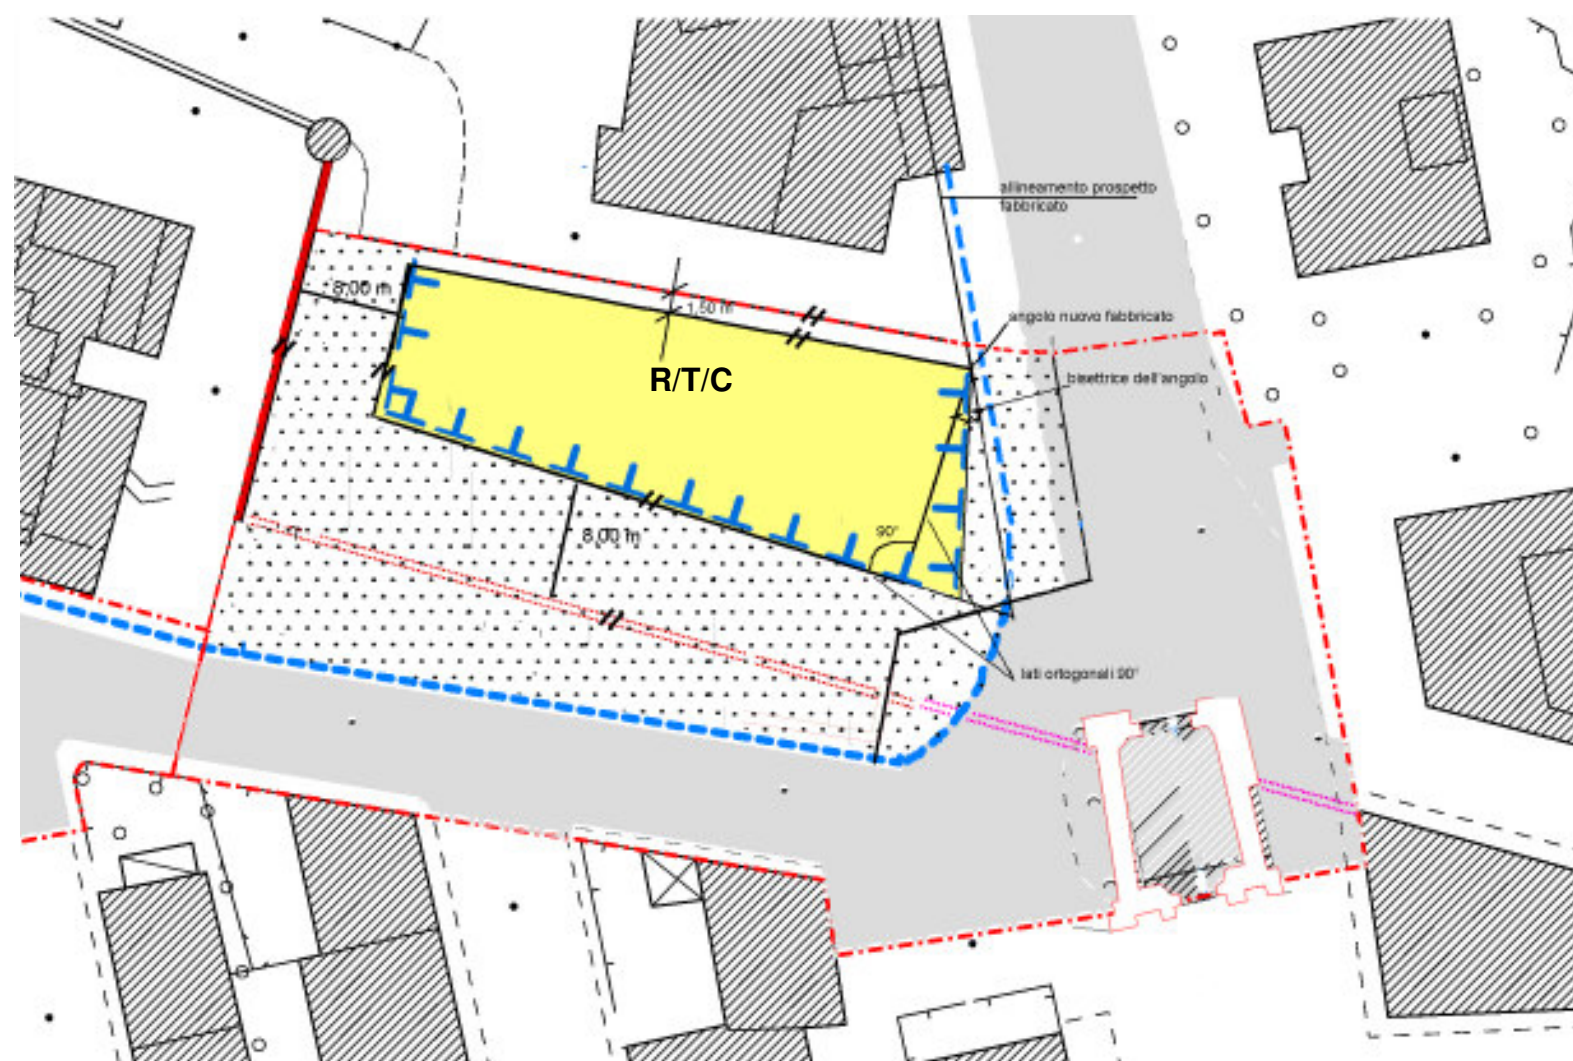 allineamento prospetto
fabbricato
8,00 m
1,50 m
angolo nuovo fabbricato
R/T/C
bisettrice dell'angolo
90°
8,00 m
lati ortogonali 90°